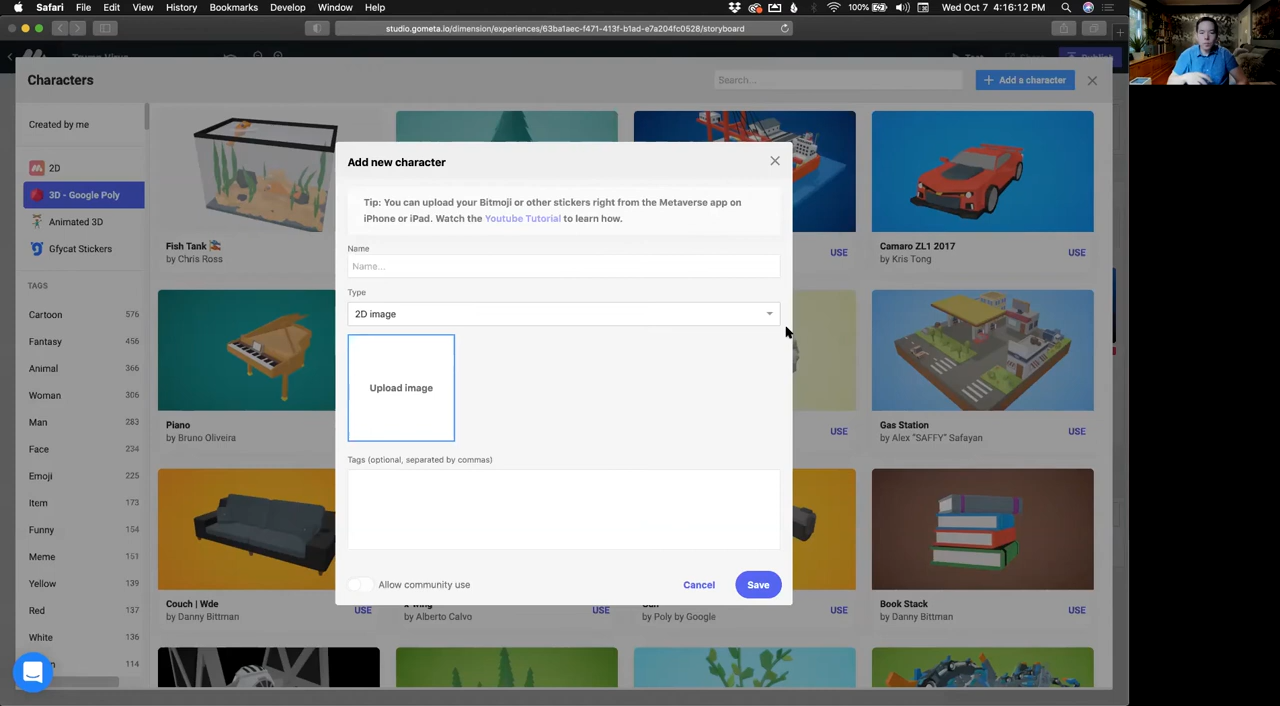 Safari File Edit View History Bookmarks Develop Window Help
100% Wed Oct 7 4:16:12 PM
studio.gometa.io/dimension/experiences/63ba1aec-f471-413f-b1ad-e7a204fc0528/storyboard
Characters
Search...
Add a character
Created by me
2D
3D - Google Poly
Animated 3D
Gfycat Stickers
TAGS
Cartoon 576
Fantasy 456
Animal 366
Woman 306
Man 283
Face 234
Emoji 225
Item 173
Funny 154
Meme 151
Yellow 139
Red 137
White 136
114
Fish Tank
by Chris Ross
USE
Camaro ZL1 2017
by Kris Tong
USE
Piano
by Bruno Oliveira
USE
Gas Station
by Alex "SAFFY" Safayan
USE
Couch | Wde
by Danny Bittman
USE
by Alberto Calvo
USE
by Poly by Google
USE
Book Stack
by Danny Bittman
USE
Add new character
Tip: You can upload your Bitmoji or other stickers right from the Metaverse app on
iPhone or iPad. Watch the Youtube Tutorial to learn how.
Name
Name...
Type
2D image
Upload image
Tags (optional, separated by commas)
Allow community use
Cancel
Save